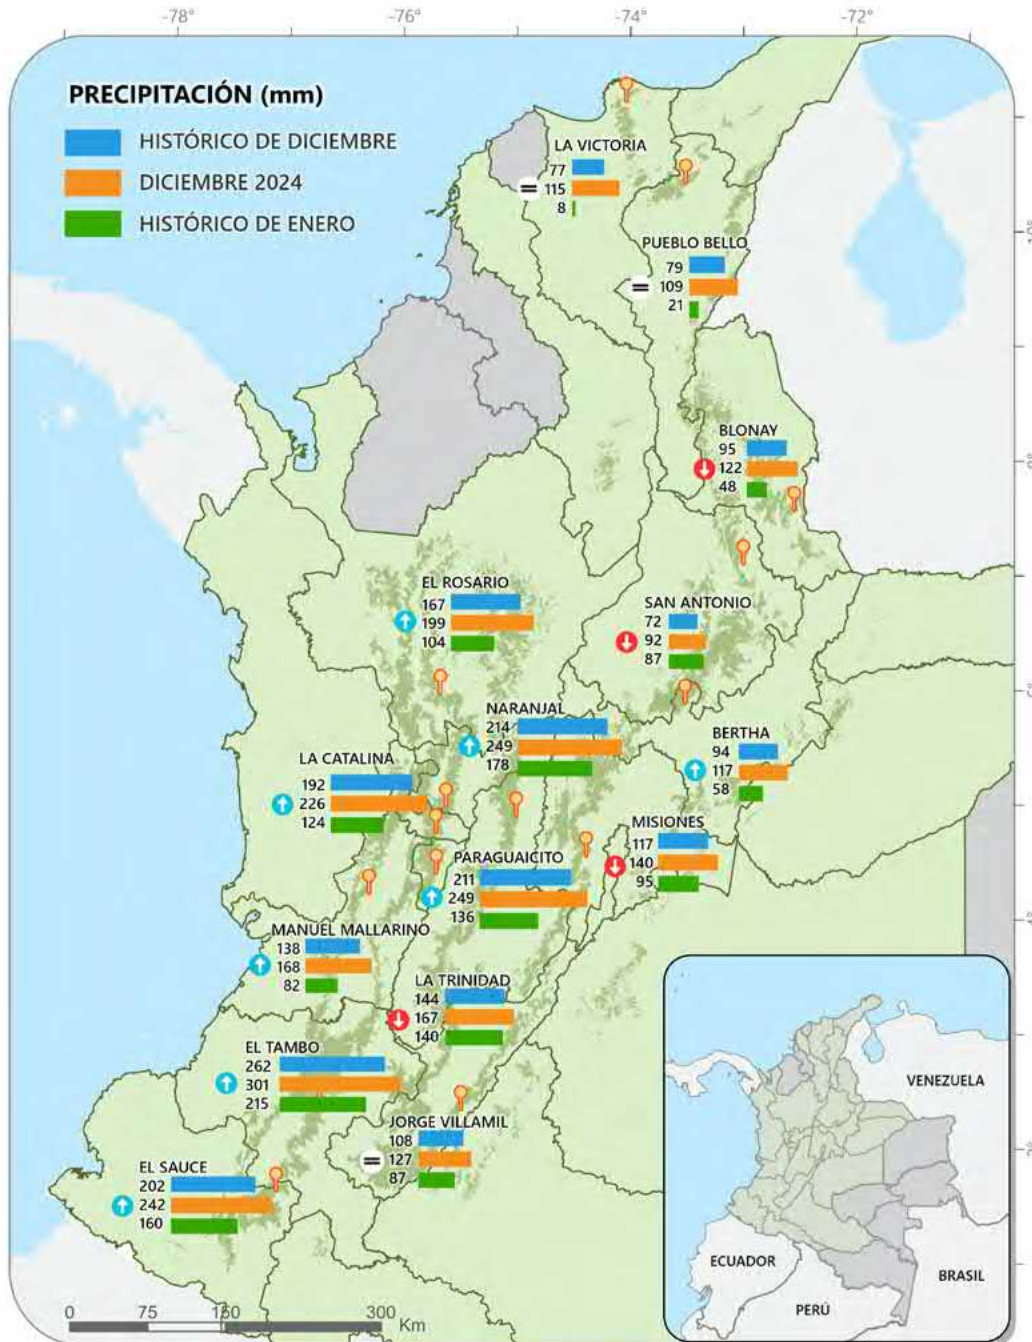 -78°
-76°
-74°
-72°
PRECIPITACIÓN (mm)
HISTÓRICO DE DICIEMBRE
DICIEMBRE 2024
HISTÓRICO DE ENERO
LA VICTORIA
77
115
8
PUEBLO BELLO
79
109
21
BLONAY
95
122
48
EL ROSARIO
167
199
104
SAN ANTONIO
72
92
87
NARANJAL
214
249
178
BERTHA
94
117
58
LA CATALINA
192
226
124
MISIONES
117
140
95
PARAGUAICITO
211
249
136
MANUEL MALLARINO
138
168
82
LA TRINIDAD
144
167
140
EL TAMBO
262
301
215
JORGE VILLAMIL
108
127
87
EL SAUCE
202
242
160
0 75 150 300 Km
VENEZUELA
ECUADOR
BRASIL
PERÚ